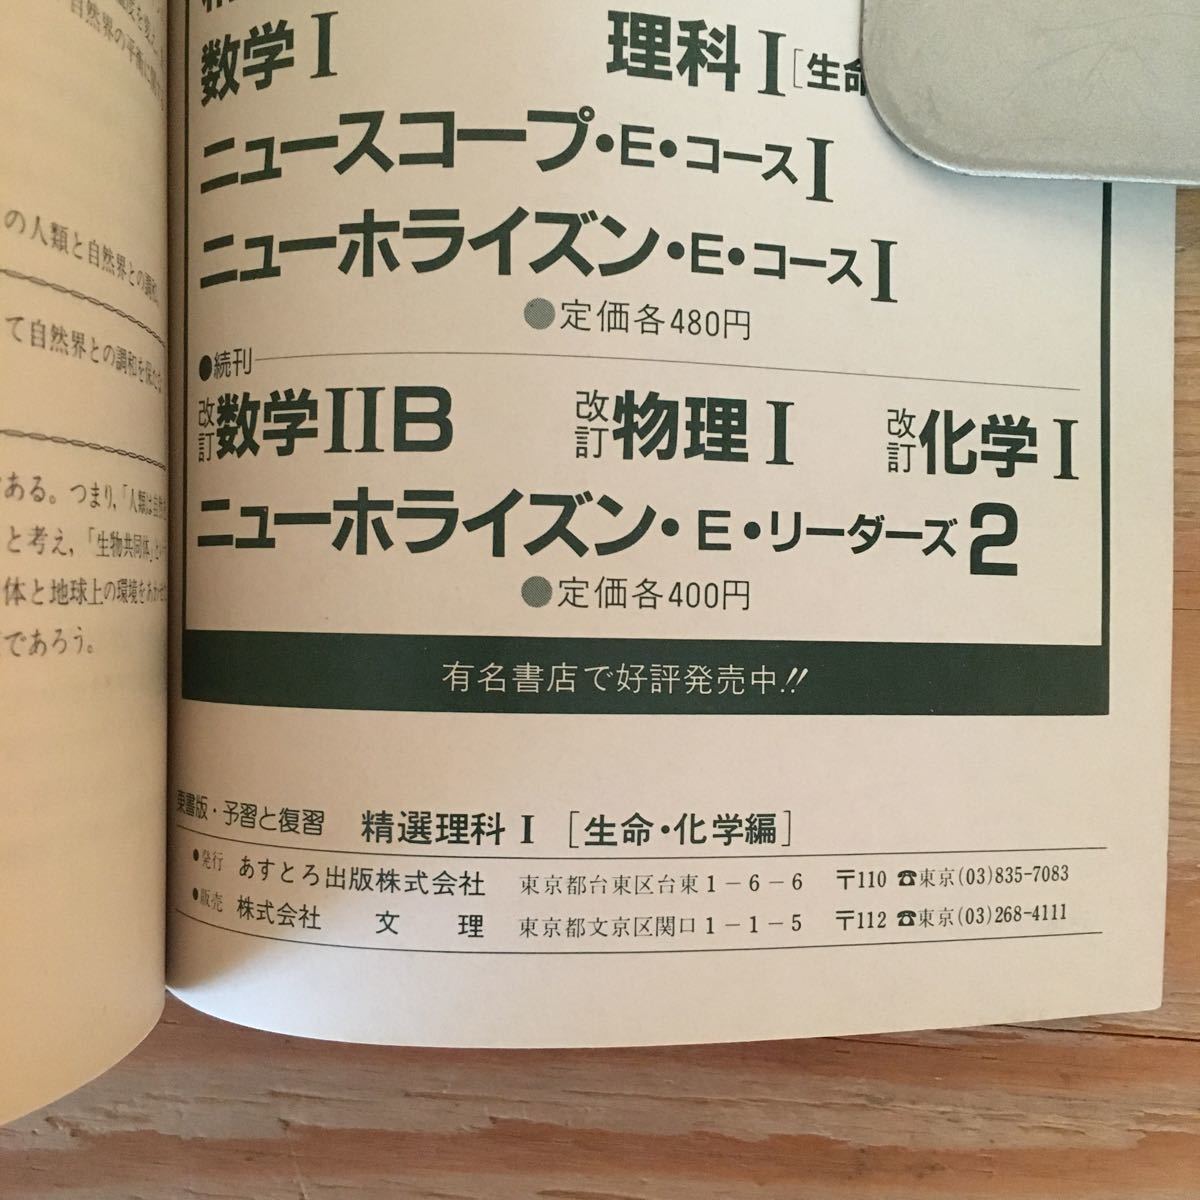 の人類と自然界との調和
て自然界との調和を保
ある。つまり,「人類は自然
と考え,「生物共同体」
体と地球上の環境をあわせ
であろう。
数学Ⅰ 理科Ⅰ[生命
ニュースコープ・E・コースⅠ
ニューホライズン・E・コースⅠ
●定価各480円
●続刊
改訂数学ⅡB 改訂物理Ⅰ 改訂化学Ⅰ
ニューホライズン・E・リーダーズ2
●定価各400円
有名書店で好評発売中!!
東書版・予習と復習 精選理科Ⅰ [生命・化学編]
●発行 あすとろ出版株式会社 東京都台東区台東1-6-6 〒110 ☎東京(03)835-7083
●販売 株式会社 文理 東京都文京区関口1-1-5 〒112 ☎東京(03)268-4111